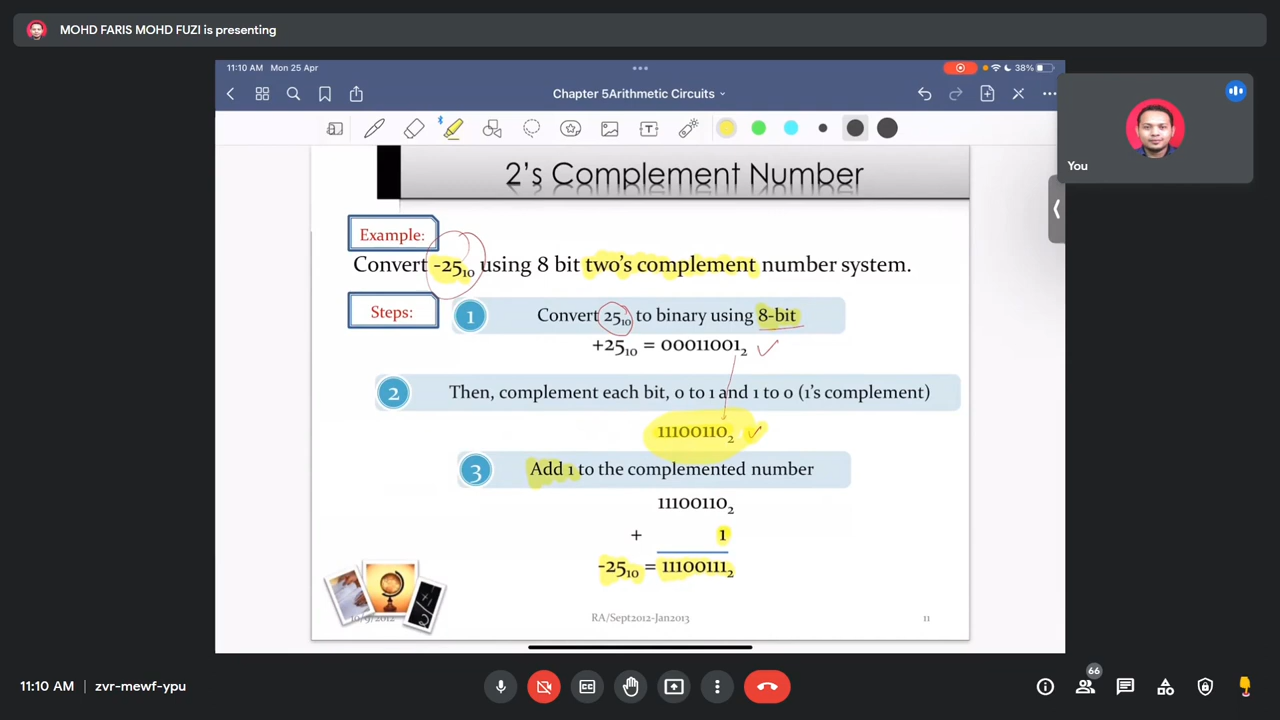 MOHD FARIS MOHD FUZI is presenting
11:10 AM Mon 25 Apr
38%
Chapter 5Arithmetic Circuits
You
2's Complement Number
Example:
Convert -25₁₀ using 8 bit two's complement number system.
Steps:
1 Convert 25₁₀ to binary using 8-bit
+25₁₀ = 00011001₂
2 Then, complement each bit, 0 to 1 and 1 to 0 (1's complement)
11100110₂
3 Add 1 to the complemented number
11100110₂
+ 1
-25₁₀ = 11100111₂
10/9/2012 RA/Sept2012-Jan2013 11
11:10 AM | zvr-mewf-ypu
66